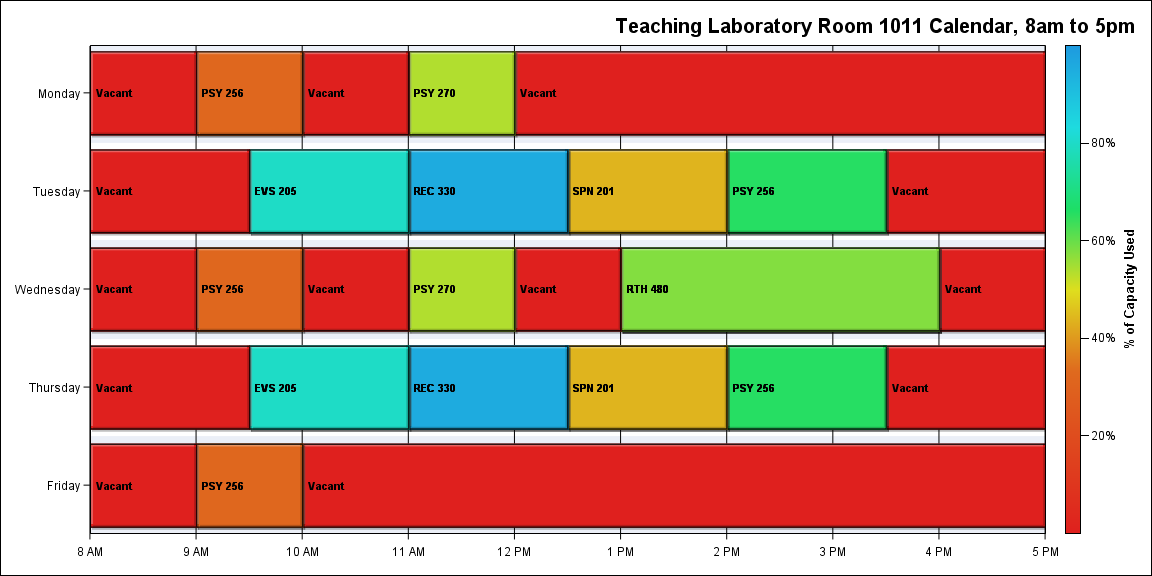 Teaching Laboratory Room 1011 Calendar, 8am to 5pm
Monday
Vacant
PSY 256
Vacant
PSY 270
Vacant
Tuesday
Vacant
EVS 205
REC 330
SPN 201
PSY 256
Vacant
Wednesday
Vacant
PSY 256
Vacant
PSY 270
Vacant
RTH 480
Vacant
Thursday
Vacant
EVS 205
REC 330
SPN 201
PSY 256
Vacant
Friday
Vacant
PSY 256
Vacant
8 AM
9 AM
10 AM
11 AM
12 PM
1 PM
2 PM
3 PM
4 PM
5 PM
80%
60%
40%
20%
% of Capacity Used